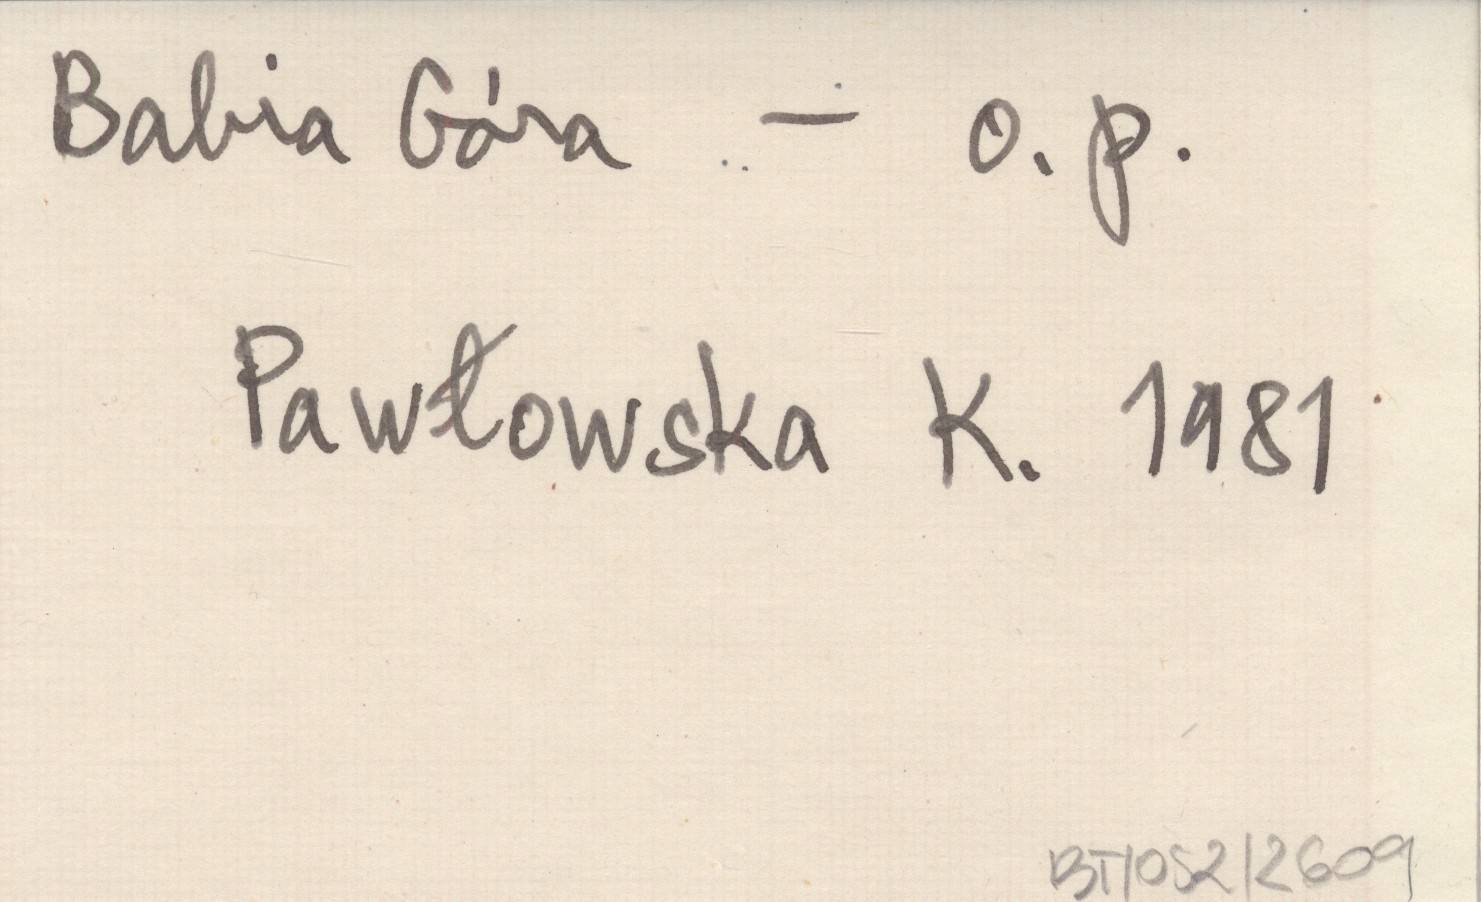 Babia Góra — o. p.
Pawłowska K. 1981
BT/052/2609